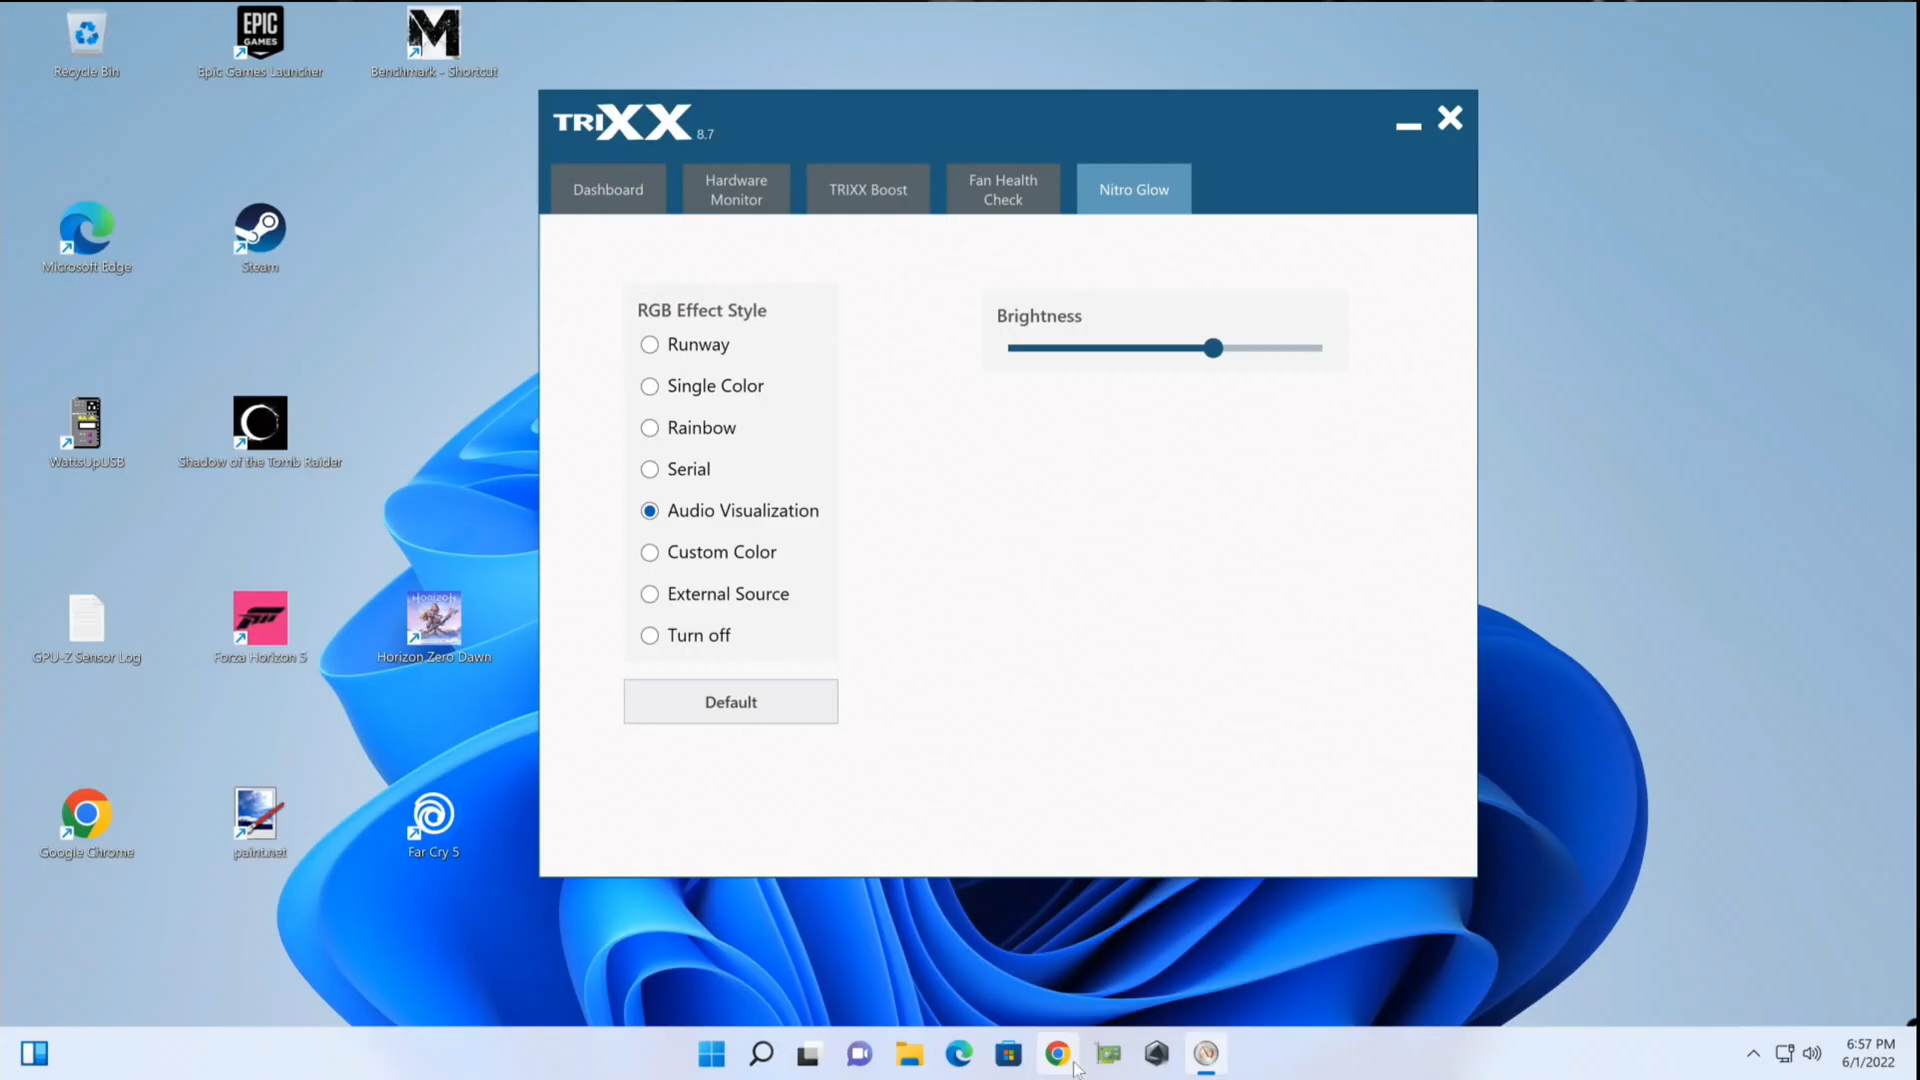 Recycle Bin
EPIC
GAMES
Epic Games Launcher
M
Benchmark - Shortcut
TRIXX 8.7
Dashboard
Hardware
Monitor
TRIXX Boost
Fan Health
Check
Nitro Glow
Microsoft Edge
Steam
RGB Effect Style
Runway
Single Color
Rainbow
Serial
Audio Visualization
Custom Color
External Source
Turn off
Default
Brightness
WattsUpUSB
Shadow of the Tomb Raider
GPU-Z Sensor Log
Forza Horizon 5
HORIZON
Horizon Zero Dawn
Google Chrome
paint.net
Far Cry 5
6:57 PM
6/1/2022